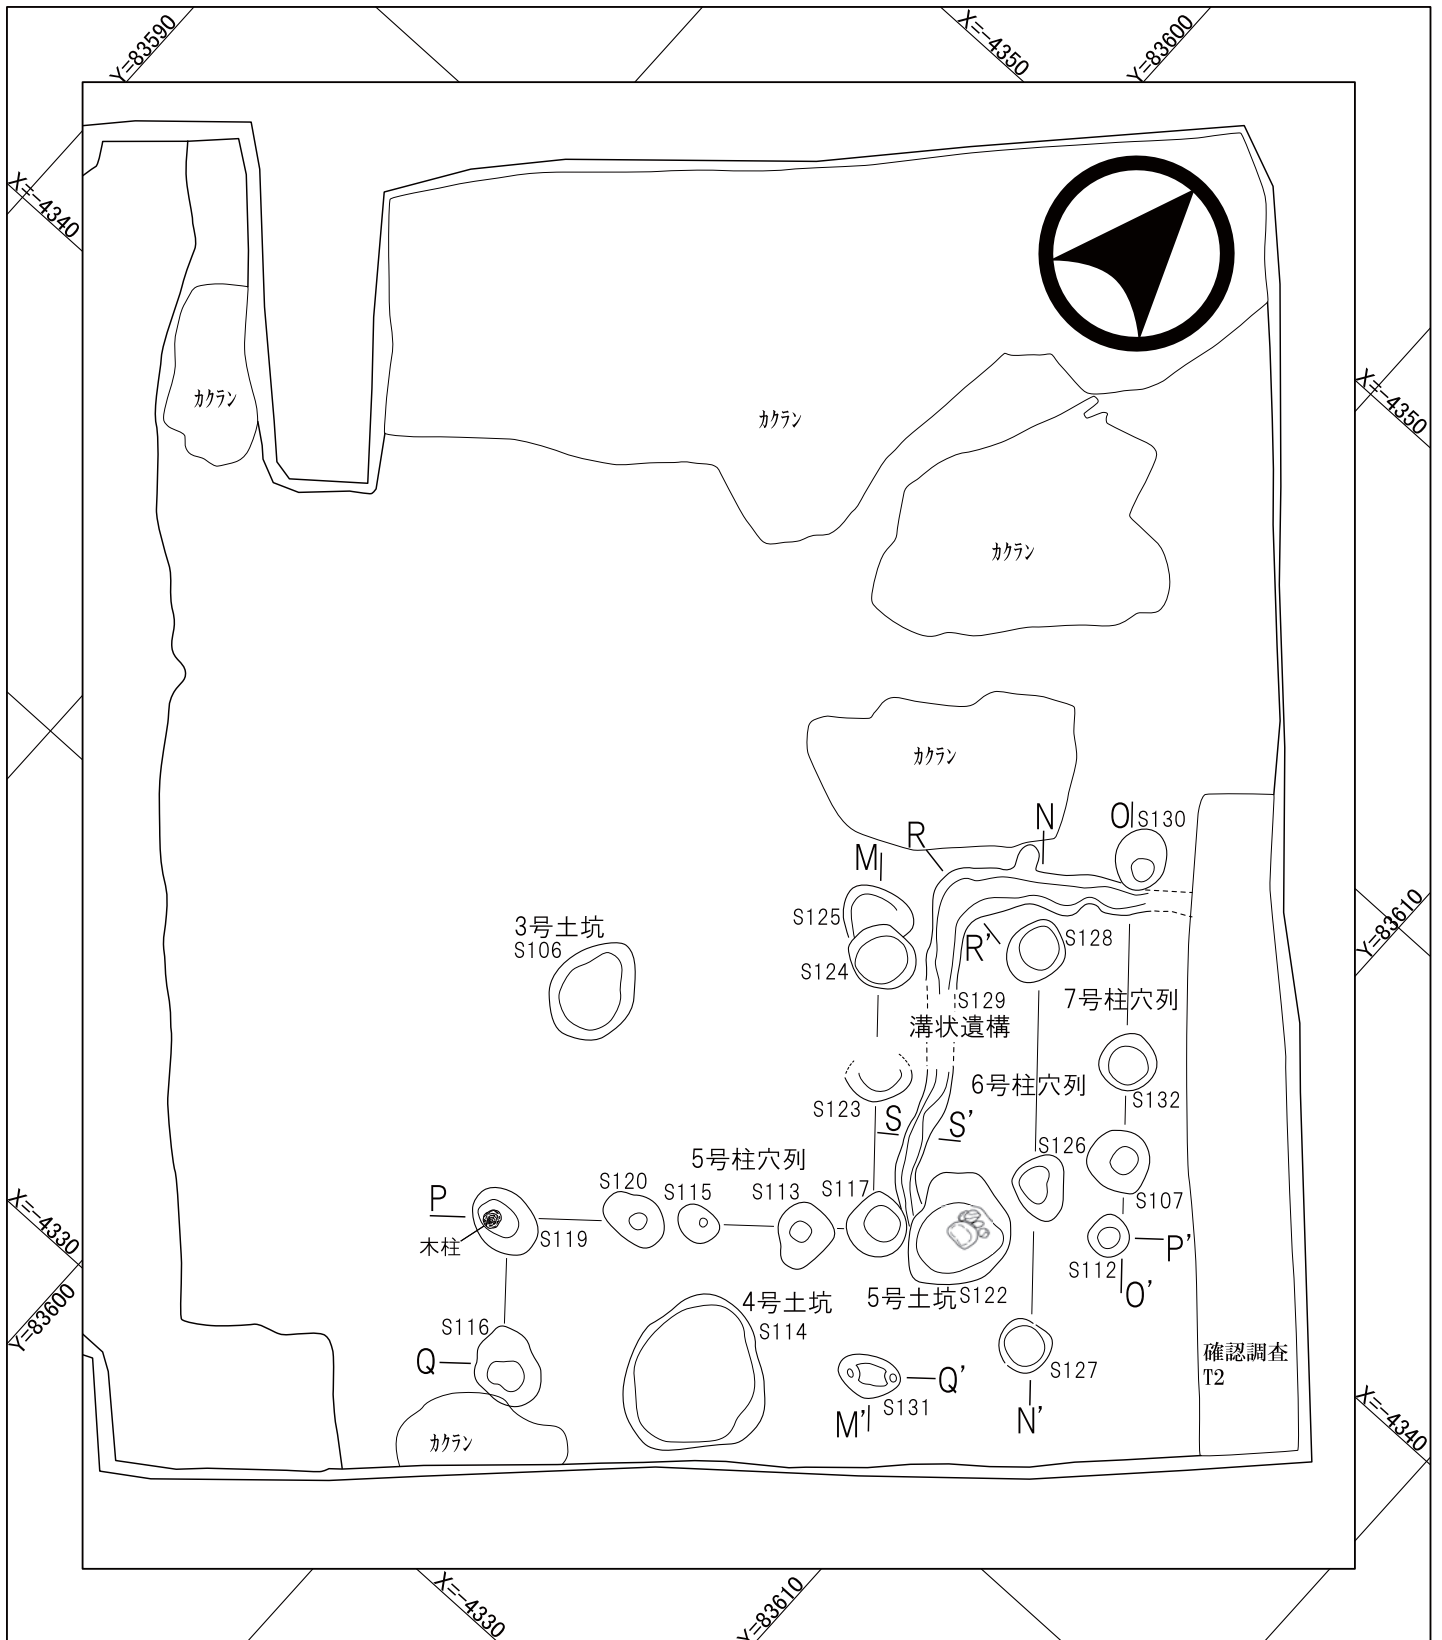 Y=83590
X=-4350
Y=83600
X=-4340
X=-4350
カクラン
カクラン
カクラン
カクラン
O
S130
N
R
M
S125
3号土坑
S106
S124
R'
S128
Y=83610
S129
7号柱穴列
溝状遺構
6号柱穴列
S132
S123
S
S'
S126
5号柱穴列
S120
S115
S113
S117
S107
P
木柱
S119
P'
S112
O'
X=-4330
Y=83600
4号土坑
S114
5号土坑
S122
S116
Q
確認調査
T2
S127
Q'
S131
M'
N'
カクラン
X=-4340
X=-4330
Y=83610